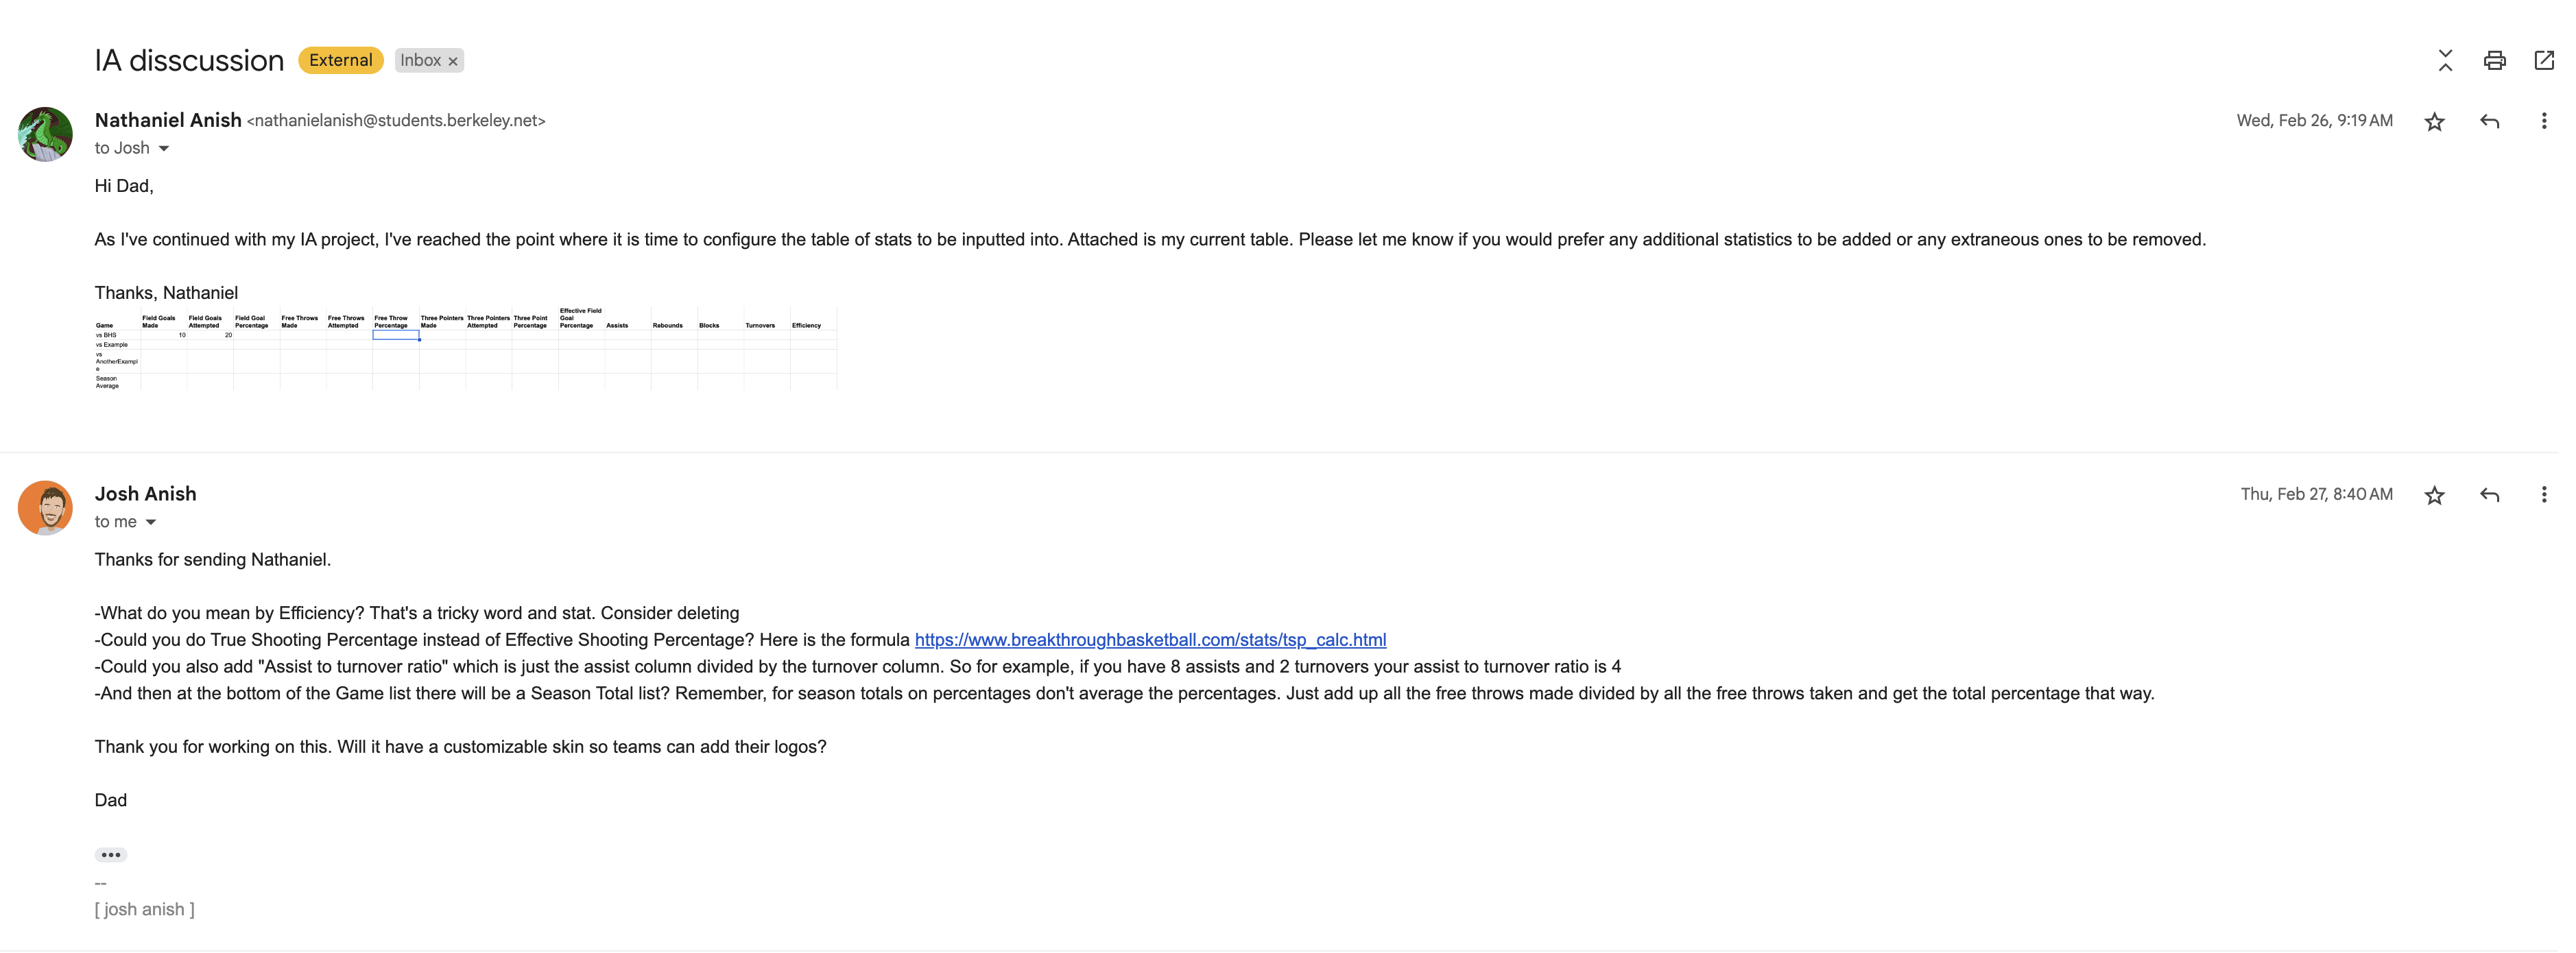 IA disscussion External Inbox ×
Nathaniel Anish <nathanielanish@students.berkeley.net> Wed, Feb 26, 9:19 AM
to Josh
Hi Dad,
As I've continued with my IA project, I've reached the point where it is time to configure the table of stats to be inputted into. Attached is my current table. Please let me know if you would prefer any additional statistics to be added or any extraneous ones to be removed.
Thanks, Nathaniel
Game Field Goals Made Field Goals Attempted Field Goal Percentage Free Throws Made Free Throws Attempted Free Throw Percentage Three Pointers Made Three Pointers Attempted Three Point Percentage Effective Field Goal Percentage Assists Rebounds Blocks Turnovers Efficiency
vs BHS 10 20
vs Example
vs
AnotherExampl
e
Season
Average
Josh Anish Thu, Feb 27, 8:40 AM
to me
Thanks for sending Nathaniel.
-What do you mean by Efficiency? That's a tricky word and stat. Consider deleting
-Could you do True Shooting Percentage instead of Effective Shooting Percentage? Here is the formula https://www.breakthroughbasketball.com/stats/tsp_calc.html
-Could you also add "Assist to turnover ratio" which is just the assist column divided by the turnover column. So for example, if you have 8 assists and 2 turnovers your assist to turnover ratio is 4
-And then at the bottom of the Game list there will be a Season Total list? Remember, for season totals on percentages don't average the percentages. Just add up all the free throws made divided by all the free throws taken and get the total percentage that way.
Thank you for working on this. Will it have a customizable skin so teams can add their logos?
Dad
•••
--
[ josh anish ]